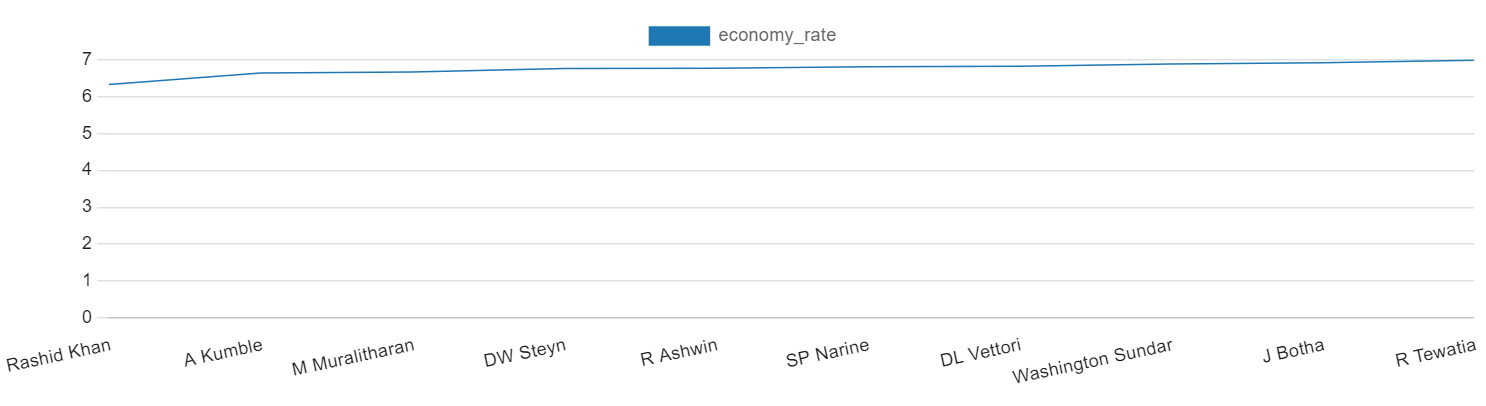 economy_rate
7
6
5
4
3
2
1
0
Rashid Khan
A Kumble
M Muralitharan
DW Steyn
R Ashwin
SP Narine
DL Vettori
Washington Sundar
J Botha
R Tewatia